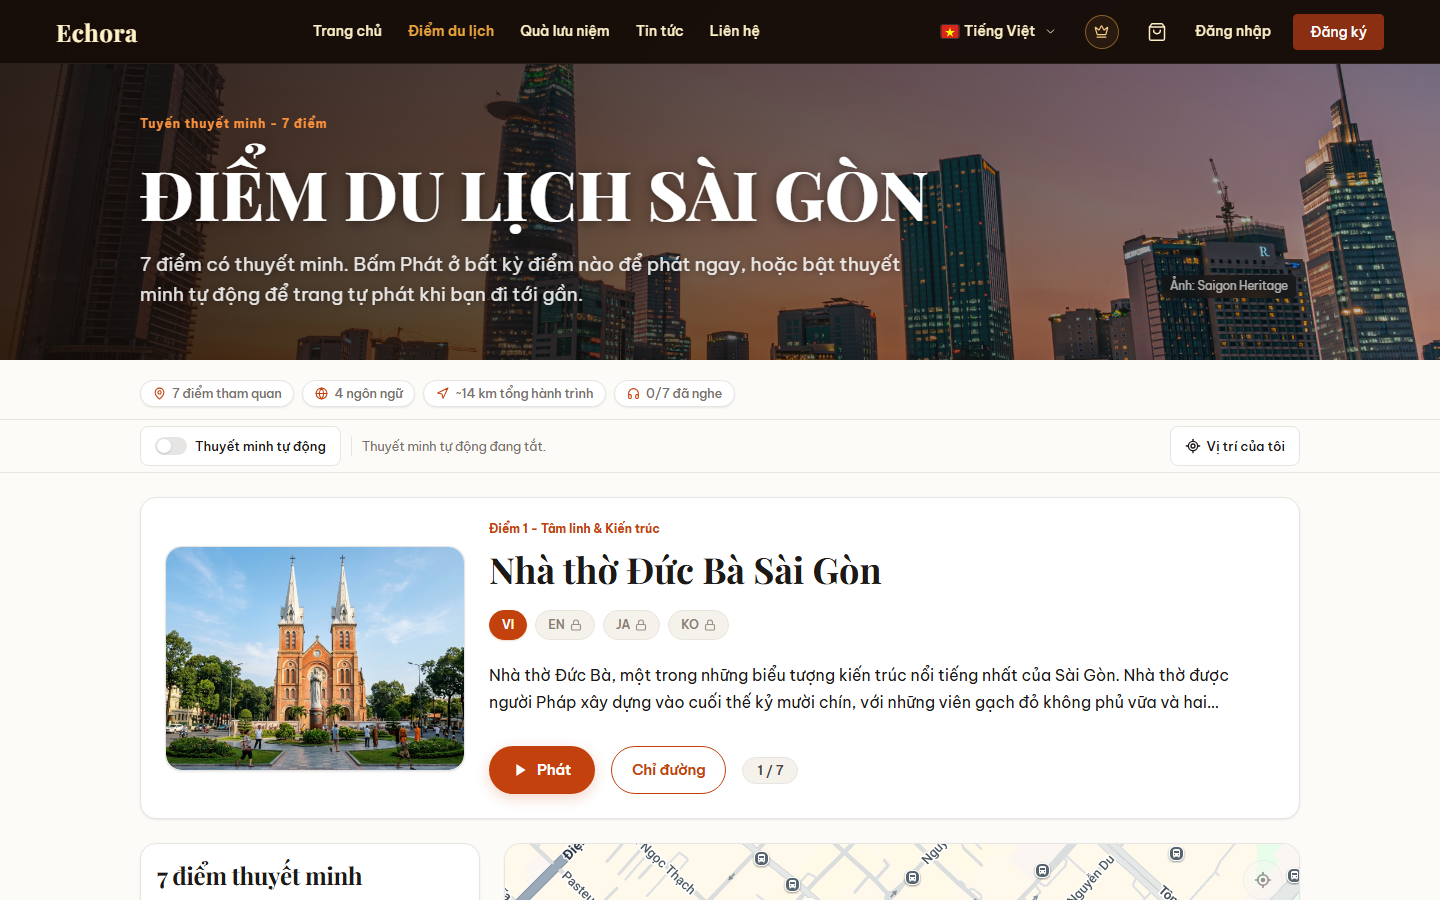 Echora
Trang chủ
Điểm du lịch
Quà lưu niệm
Tin tức
Liên hệ
Tiếng Việt
Đăng nhập
Đăng ký
Tuyến thuyết minh - 7 điểm
ĐIỂM DU LỊCH SÀI GÒN
7 điểm có thuyết minh. Bấm Phát ở bất kỳ điểm nào để phát ngay, hoặc bật thuyết
minh tự động để trang tự phát khi bạn đi tới gần.
R
Ảnh: Saigon Heritage
7 điểm tham quan
4 ngôn ngữ
~14 km tổng hành trình
0/7 đã nghe
Thuyết minh tự động
Thuyết minh tự động đang tắt.
Vị trí của tôi
Điểm 1 - Tâm linh & Kiến trúc
Nhà thờ Đức Bà Sài Gòn
VI
EN
JA
KO
Nhà thờ Đức Bà, một trong những biểu tượng kiến trúc nổi tiếng nhất của Sài Gòn. Nhà thờ được
người Pháp xây dựng vào cuối thế kỷ mười chín, với những viên gạch đỏ không phủ vữa và hai...
Phát
Chỉ đường
1 / 7
7 điểm thuyết minh
Ngọc Thạch
Pasteu
Nguyễn Du